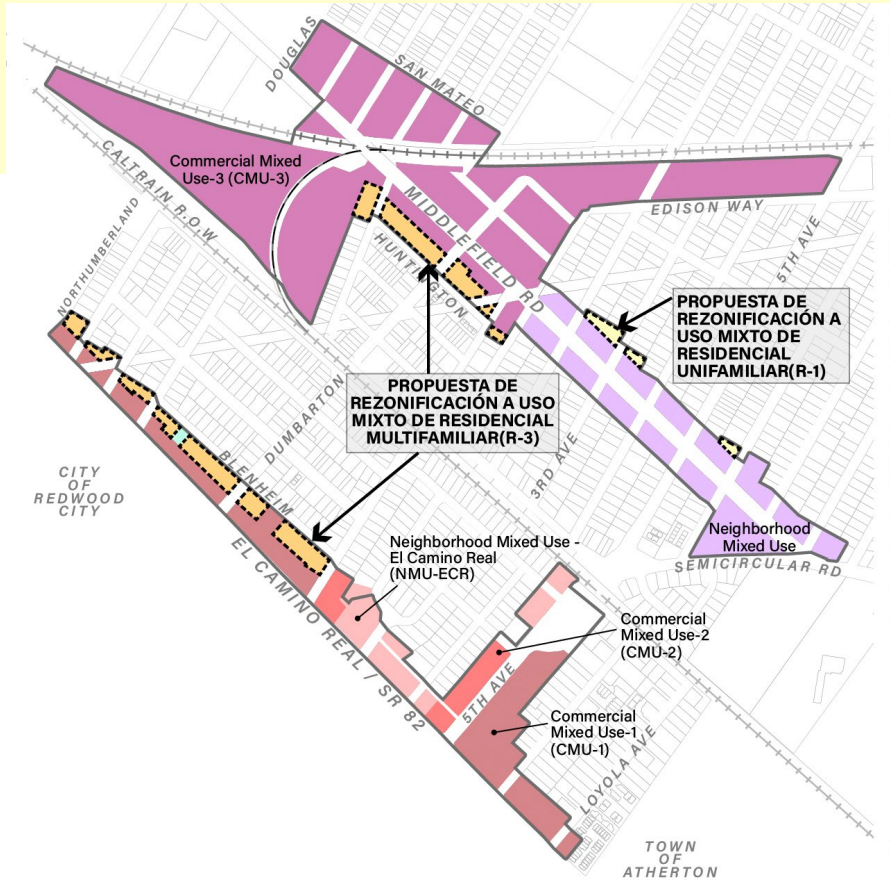 DOUGLAS
SAN MATEO
Commercial Mixed
Use-3 (CMU-3)
CALTRAIN R.O.W
MIDDLEFIELD RD
EDISON WAY
5TH AVE
NORTHUMBERLAND
HUNTINGTON
PROPUESTA DE
REZONIFICACIÓN A
USO MIXTO DE
RESIDENCIAL
UNIFAMILIAR(R-1)
PROPUESTA DE
REZONIFICACIÓN A USO
MIXTO DE RESIDENCIAL
MULTIFAMILIAR(R-3)
DUMBARTON
BLENHEIM
3RD AVE
CITY
OF
REDWOOD
CITY
Neighborhood
Mixed Use
SEMICIRCULAR RD
Neighborhood Mixed Use -
El Camino Real
(NMU-ECR)
EL CAMINO REAL / SR 82
Commercial
Mixed Use-2
(CMU-2)
5TH AVE
Commercial
Mixed Use-1
(CMU-1)
LOYOLA AVE
TOWN
OF
ATHERTON